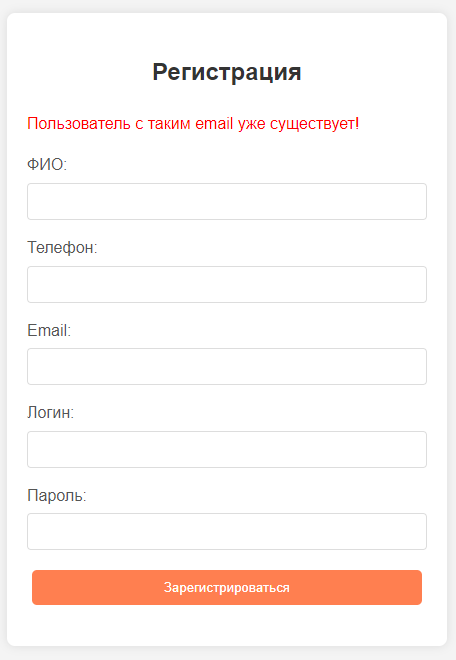 Регистрация
Пользователь с таким email уже существует!
ФИО:
Телефон:
Email:
Логин:
Пароль:
Зарегистрироваться